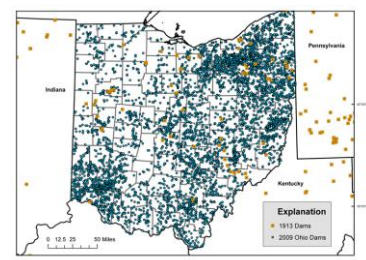 Pennsylvania
Indiana
Kentucky
Explanation
1913 Dams
2009 Ohio Dams
0 12.5 25 50 Miles